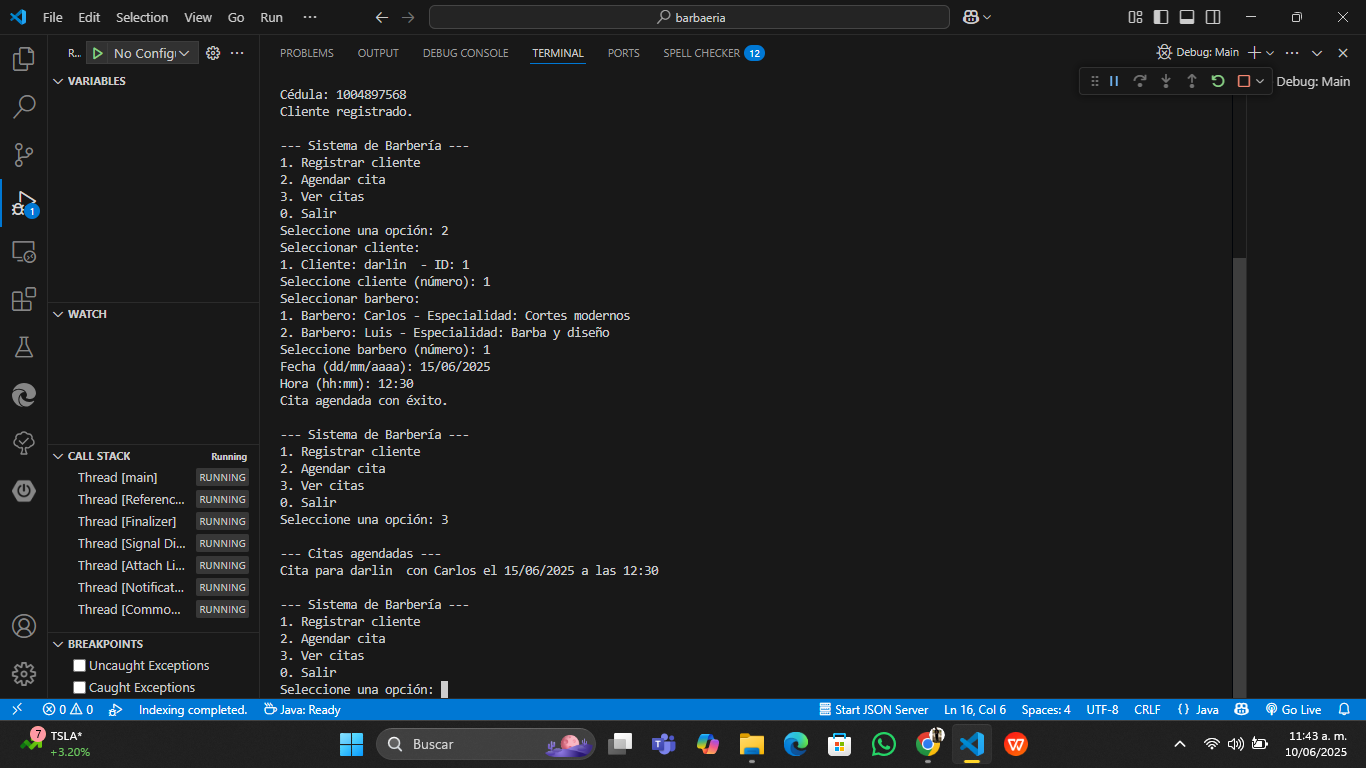 File Edit Selection View Go Run ··· barbaeria
R... No Config
VARIABLES
WATCH
CALL STACK Running
Thread [main] RUNNING
Thread [Referenc... RUNNING
Thread [Finalizer] RUNNING
Thread [Signal Di... RUNNING
Thread [Attach Li... RUNNING
Thread [Notificat... RUNNING
Thread [Commo... RUNNING
BREAKPOINTS
Uncaught Exceptions
Caught Exceptions
PROBLEMS OUTPUT DEBUG CONSOLE TERMINAL PORTS SPELL CHECKER 12 Debug: Main
Debug: Main
Cédula: 1004897568
Cliente registrado.
--- Sistema de Barbería ---
1. Registrar cliente
2. Agendar cita
3. Ver citas
0. Salir
Seleccione una opción: 2
Seleccionar cliente:
1. Cliente: darlin  - ID: 1
Seleccione cliente (número): 1
Seleccionar barbero:
1. Barbero: Carlos - Especialidad: Cortes modernos
2. Barbero: Luis - Especialidad: Barba y diseño
Seleccione barbero (número): 1
Fecha (dd/mm/aaaa): 15/06/2025
Hora (hh:mm): 12:30
Cita agendada con éxito.
--- Sistema de Barbería ---
1. Registrar cliente
2. Agendar cita
3. Ver citas
0. Salir
Seleccione una opción: 3
--- Citas agendadas ---
Cita para darlin  con Carlos el 15/06/2025 a las 12:30
--- Sistema de Barbería ---
1. Registrar cliente
2. Agendar cita
3. Ver citas
0. Salir
Seleccione una opción:
1
0 0 Indexing completed. Java: Ready Start JSON Server Ln 16, Col 6 Spaces: 4 UTF-8 CRLF {} Java Go Live
7 TSLA* Buscar 11:43 a. m.
+3.20% 10/06/2025